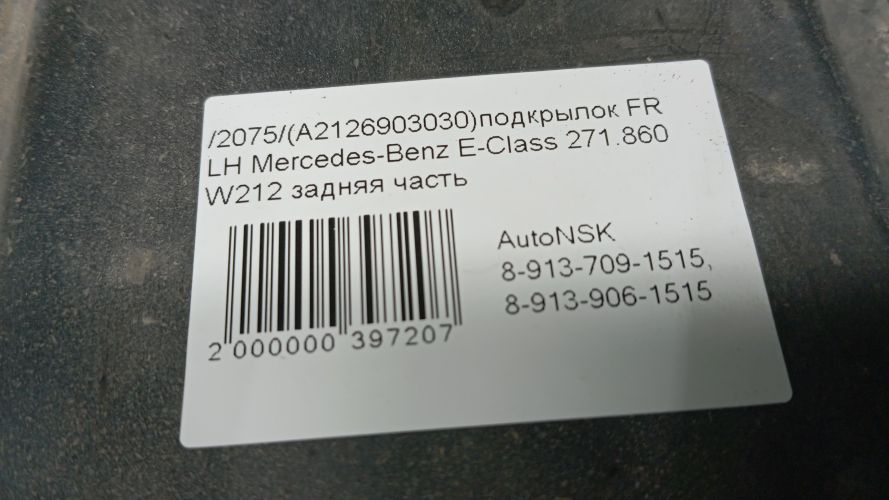 /2075/(A2126903030)подкрылок FR
LH Mercedes-Benz E-Class 271.860
W212 задняя часть
AutoNSK
8-913-709-1515,
8-913-906-1515
2 000000 397207